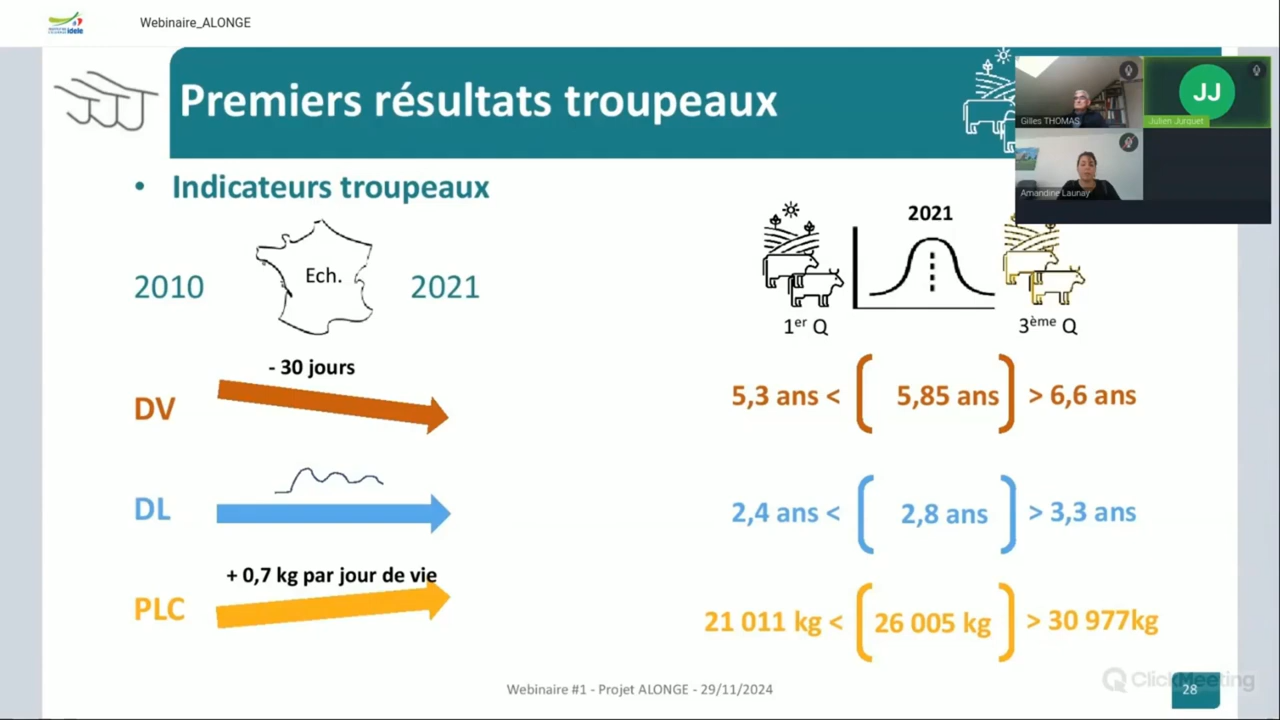 idele
Webinaire_ALONGE
Premiers résultats troupeaux
Gilles THOMAS
JJ
Julien Jurquet
Amandine Launay
• Indicateurs troupeaux
2010
Ech.
2021
2021
1er Q
3ème Q
- 30 jours
DV
5,3 ans <
5,85 ans
> 6,6 ans
DL
2,4 ans <
2,8 ans
> 3,3 ans
+ 0,7 kg par jour de vie
PLC
21 011 kg <
26 005 kg
> 30 977kg
Webinaire #1 - Projet ALONGE - 29/11/2024
ClickMeeting
28